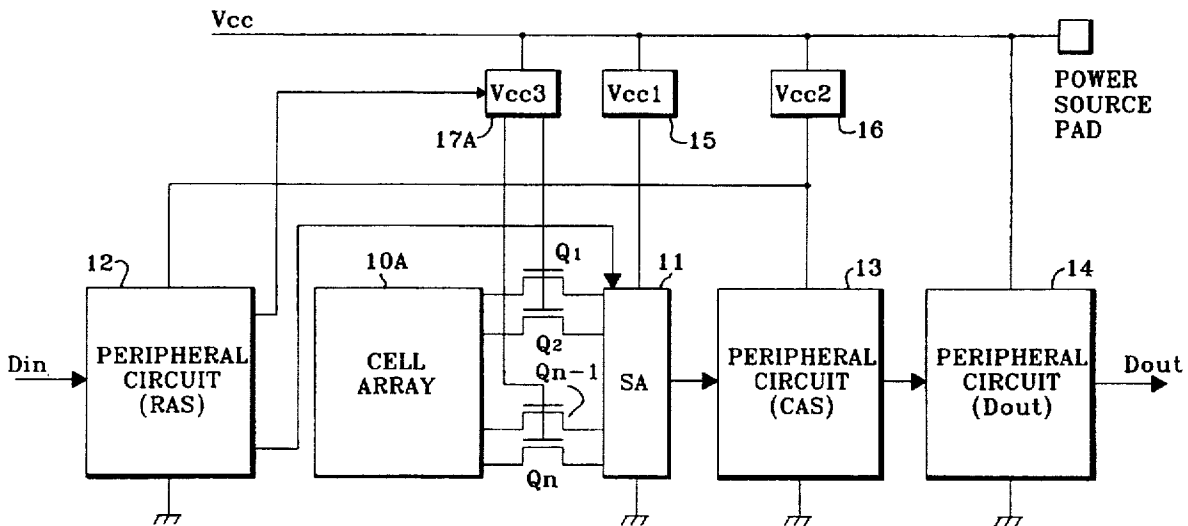 Vcc
Vcc3
Vcc1
Vcc2
POWER
SOURCE
PAD
17A
15
16
12
10A
Q1
11
13
14
Din
PERIPHERAL
CIRCUIT
(RAS)
CELL
ARRAY
Q2
Qn-1
Qn
SA
PERIPHERAL
CIRCUIT
(CAS)
PERIPHERAL
CIRCUIT
(Dout)
Dout